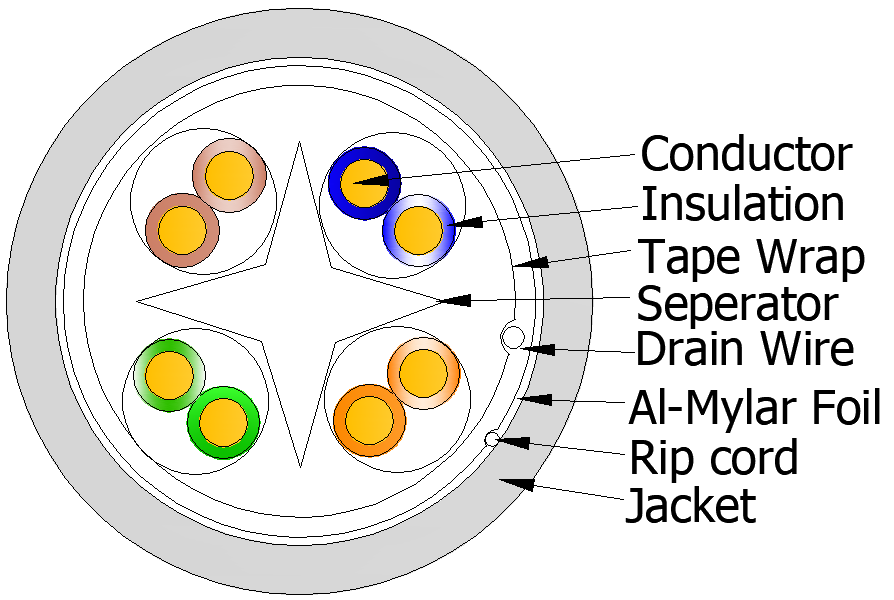 Conductor
Insulation
Tape Wrap
Seperator
Drain Wire
Al-Mylar Foil
Rip cord
Jacket